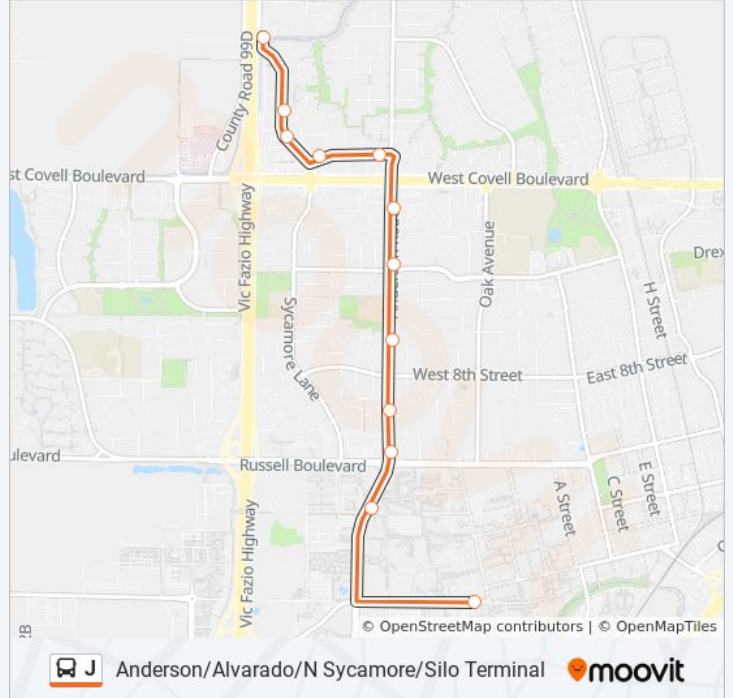 County Road 99D
st Covell Boulevard
West Covell Boulevard
Vic Fazio Highway
Oak Avenue
Drex
H Street
Sycamore Lane
West 8th Street
East 8th Street
ulevard
Russell Boulevard
A Street
C Street
E Street
Vic Fazio Highway
© OpenStreetMap contributors | © OpenMapTiles
J Anderson/Alvarado/N Sycamore/Silo Terminal moovit